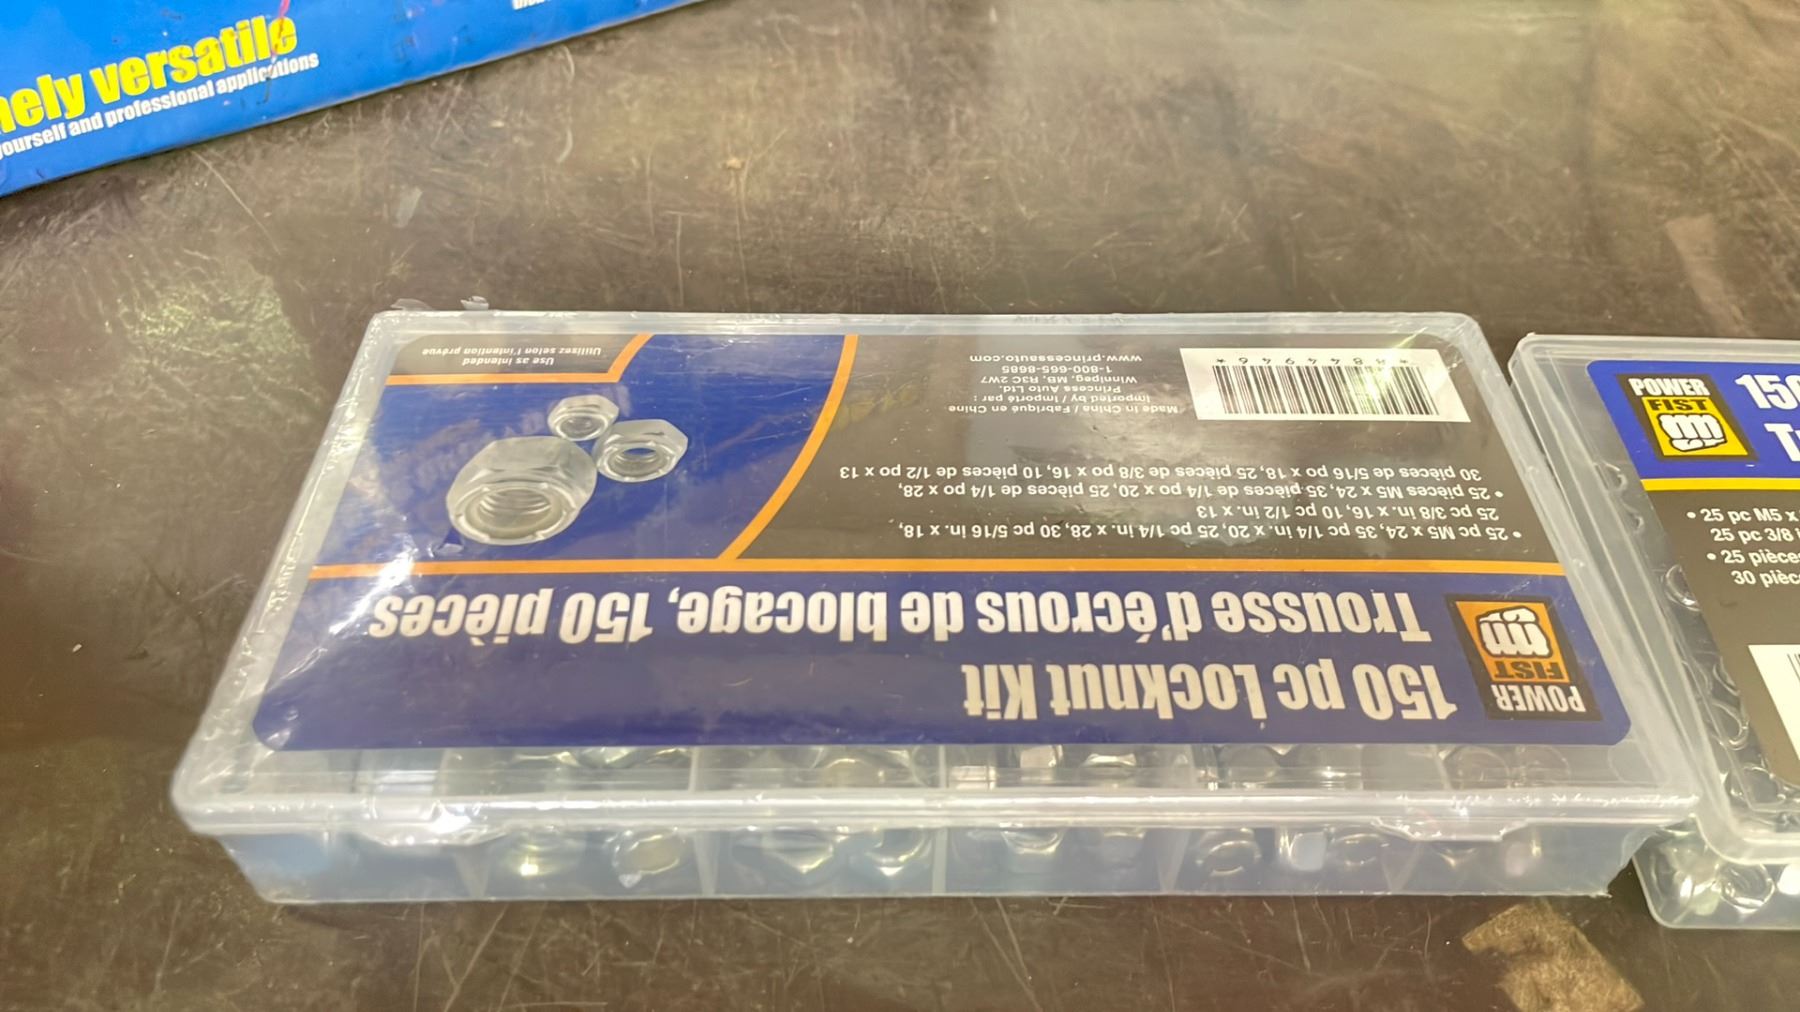 nely versatile
yourself and professional applications
POWER
FIST
150 pc Locknut Kit
Trousse d'écrous de blocage, 150 pièces
• 25 pc M5 x 24, 35 pc 1/4 in. x 20, 25 pc 1/4 in. x 28, 30 pc 5/16 in. x 18,
25 pc 3/8 in. x 16, 10 pc 1/2 in. x 13
• 25 pièces M5 x 24, 35 pièces de 1/4 po x 20, 25 pièces de 1/4 po x 28,
30 pièces de 5/16 po x 18, 25 pièces de 3/8 po x 16, 10 pièces de 1/2 po x 13
Made in China / Fabriqué en Chine
Imported by / Importé par :
Princess Auto Ltd.
Winnipeg, MB, R3C 2W7
1-800-665-8685
www.princessauto.com
Use as intended
Utilisez selon l'intention prévue
POWER
FIST
150
• 25 pc M5 x
25 pc 3/8 i
• 25 pièces
30 pièc